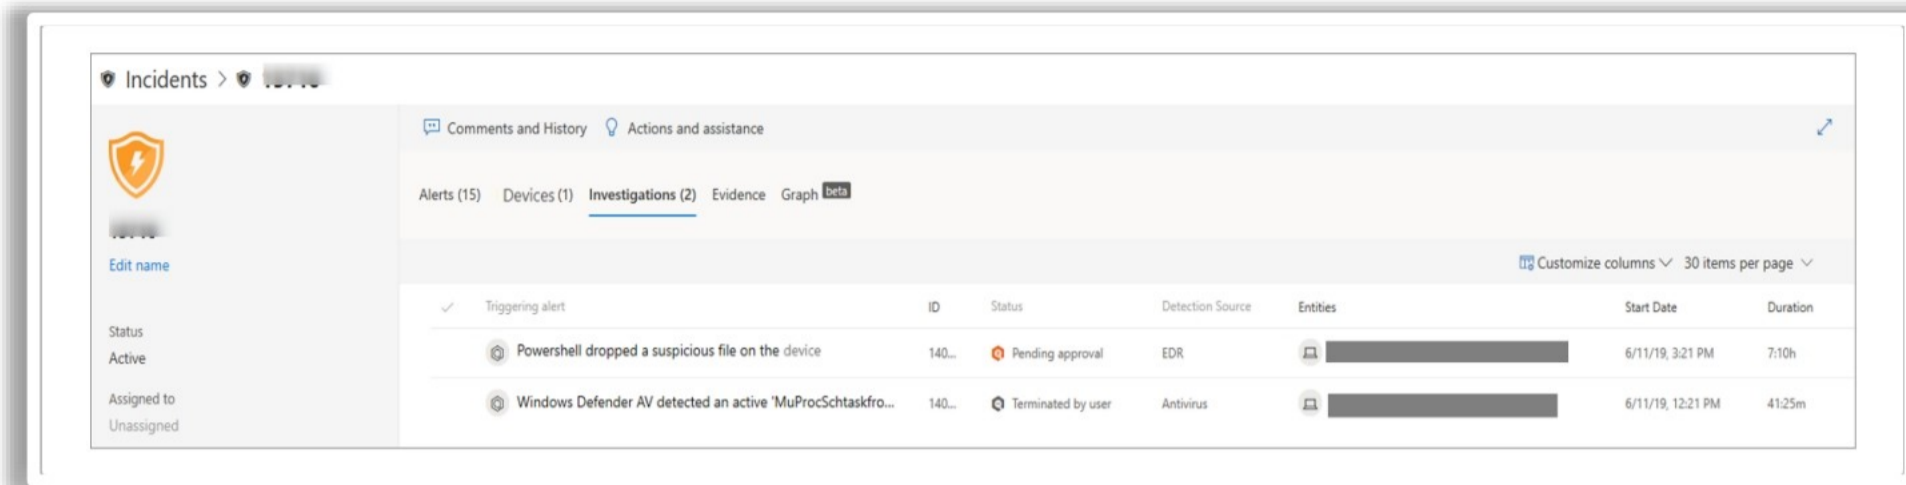 Incidents >
Comments and History Actions and assistance
Alerts (15) Devices (1) Investigations (2) Evidence Graph beta
Edit name
Customize columns 30 items per page
Triggering alert ID Status Detection Source Entities Start Date Duration
Status
Active
Powershell dropped a suspicious file on the device 140... Pending approval EDR 6/11/19, 3:21 PM 7:10h
Assigned to
Unassigned
Windows Defender AV detected an active 'MuProcSchtaskfro... 140... Terminated by user Antivirus 6/11/19, 12:21 PM 41:25m